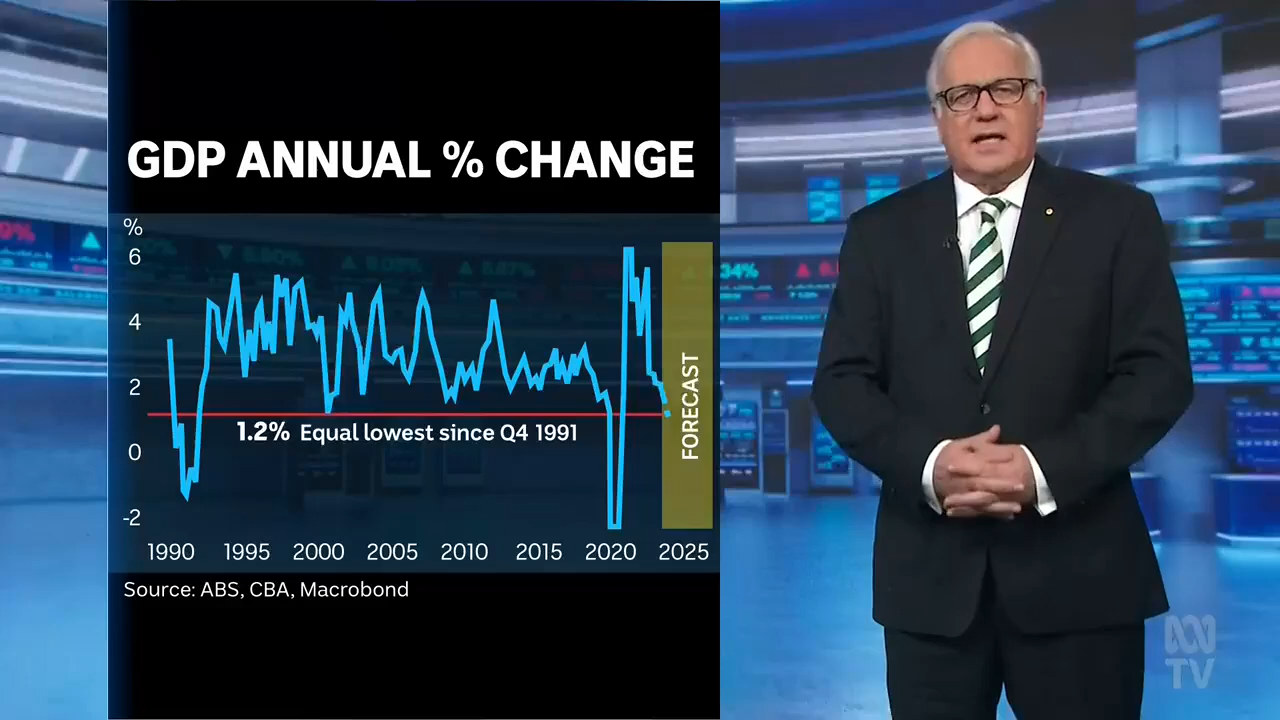 GDP ANNUAL % CHANGE
%
6
4
2
0
-2
1.2% Equal lowest since Q4 1991
FORECAST
1990 1995 2000 2005 2010 2015 2020 2025
Source: ABS, CBA, Macrobond
TV